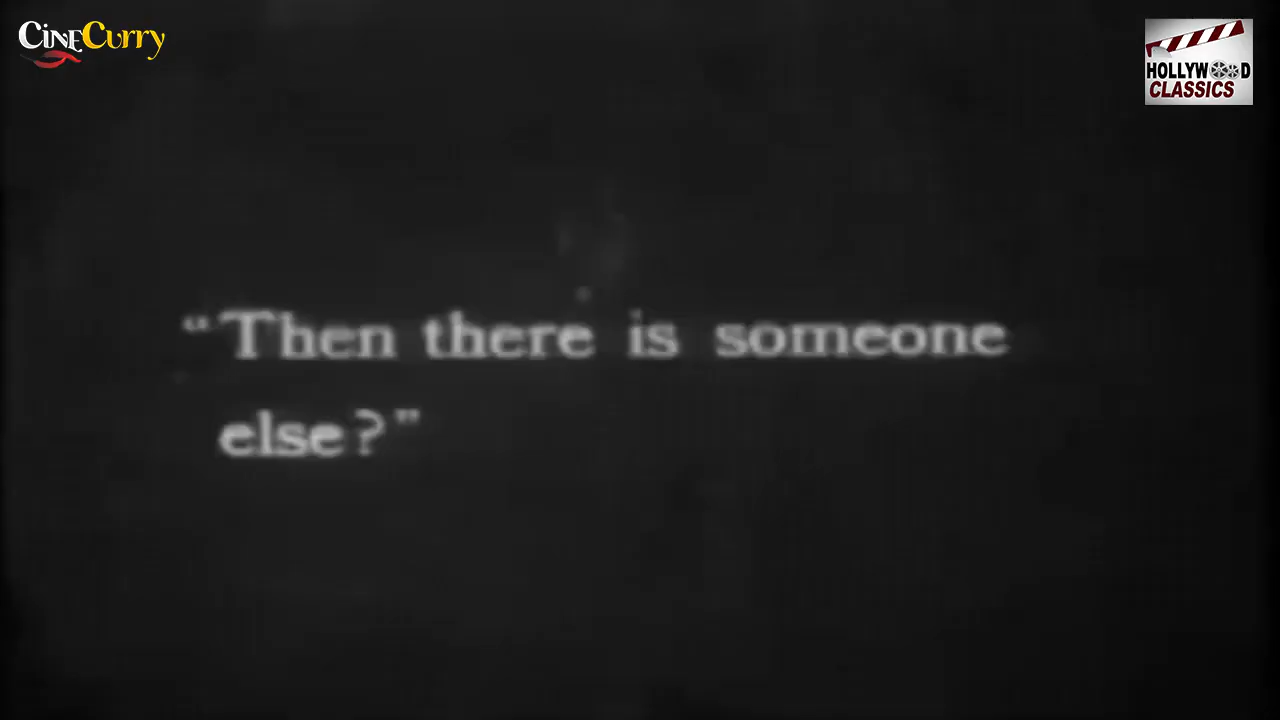 CINECURRY
HOLLYWOOD
CLASSICS
“Then there is someone
else?”